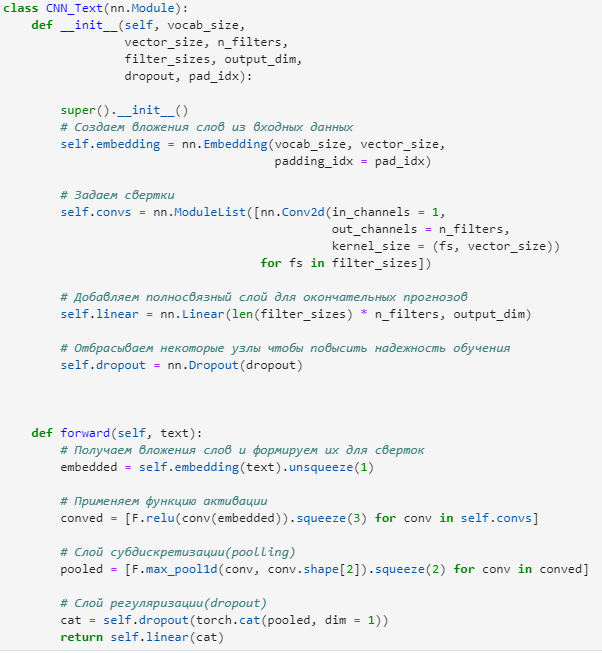 class CNN_Text(nn.Module):
    def __init__(self, vocab_size,
                 vector_size, n_filters,
                 filter_sizes, output_dim,
                 dropout, pad_idx):
        super().__init__()
        # Создаем вложения слов из входных данных
        self.embedding = nn.Embedding(vocab_size, vector_size,
                                      padding_idx = pad_idx)
        # Задаем свертки
        self.convs = nn.ModuleList([nn.Conv2d(in_channels = 1,
                                              out_channels = n_filters,
                                              kernel_size = (fs, vector_size))
                                    for fs in filter_sizes])
        # Добавляем полносвязный слой для окончательных прогнозов
        self.linear = nn.Linear(len(filter_sizes) * n_filters, output_dim)
        # Отбрасываем некоторые узлы чтобы повысить надежность обучения
        self.dropout = nn.Dropout(dropout)
    def forward(self, text):
        # Получаем вложения слов и формируем их для сверток
        embedded = self.embedding(text).unsqueeze(1)
        # Применяем функцию активации
        conved = [F.relu(conv(embedded)).squeeze(3) for conv in self.convs]
        # Слой субдискретизации(poolling)
        pooled = [F.max_pool1d(conv, conv.shape[2]).squeeze(2) for conv in conved]
        # Слой регуляризации(dropout)
        cat = self.dropout(torch.cat(pooled, dim = 1))
        return self.linear(cat)